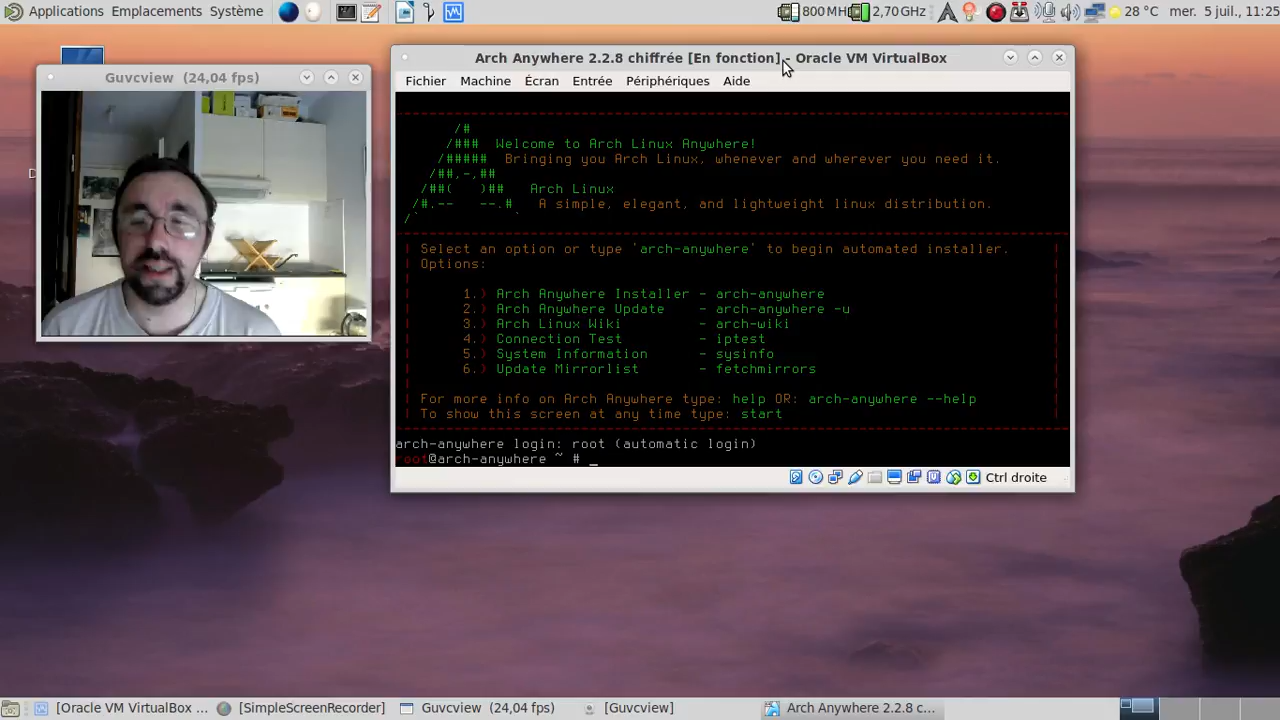 Applications Emplacements Système
800 MH 2,70 GHz 28 °C mer. 5 juil., 11:25
Guvcview (24,04 fps)
Arch Anywhere 2.2.8 chiffrée [En fonction] - Oracle VM VirtualBox
Fichier Machine Écran Entrée Périphériques Aide
Welcome to Arch Linux Anywhere!
Bringing you Arch Linux, whenever and wherever you need it.
Arch Linux
A simple, elegant, and lightweight linux distribution.
Select an option or type 'arch-anywhere' to begin automated installer.
Options:
1.) Arch Anywhere Installer - arch-anywhere
2.) Arch Anywhere Update - arch-anywhere -u
3.) Arch Linux Wiki - arch-wiki
4.) Connection Test - iptest
5.) System Information - sysinfo
6.) Update Mirrorlist - fetchmirrors
For more info on Arch Anywhere type: help OR: arch-anywhere --help
To show this screen at any time type: start
arch-anywhere login: root (automatic login)
root@arch-anywhere ~ # _
Ctrl droite
[Oracle VM VirtualBox ... [SimpleScreenRecorder] Guvcview (24,04 fps) [Guvcview] Arch Anywhere 2.2.8 c...